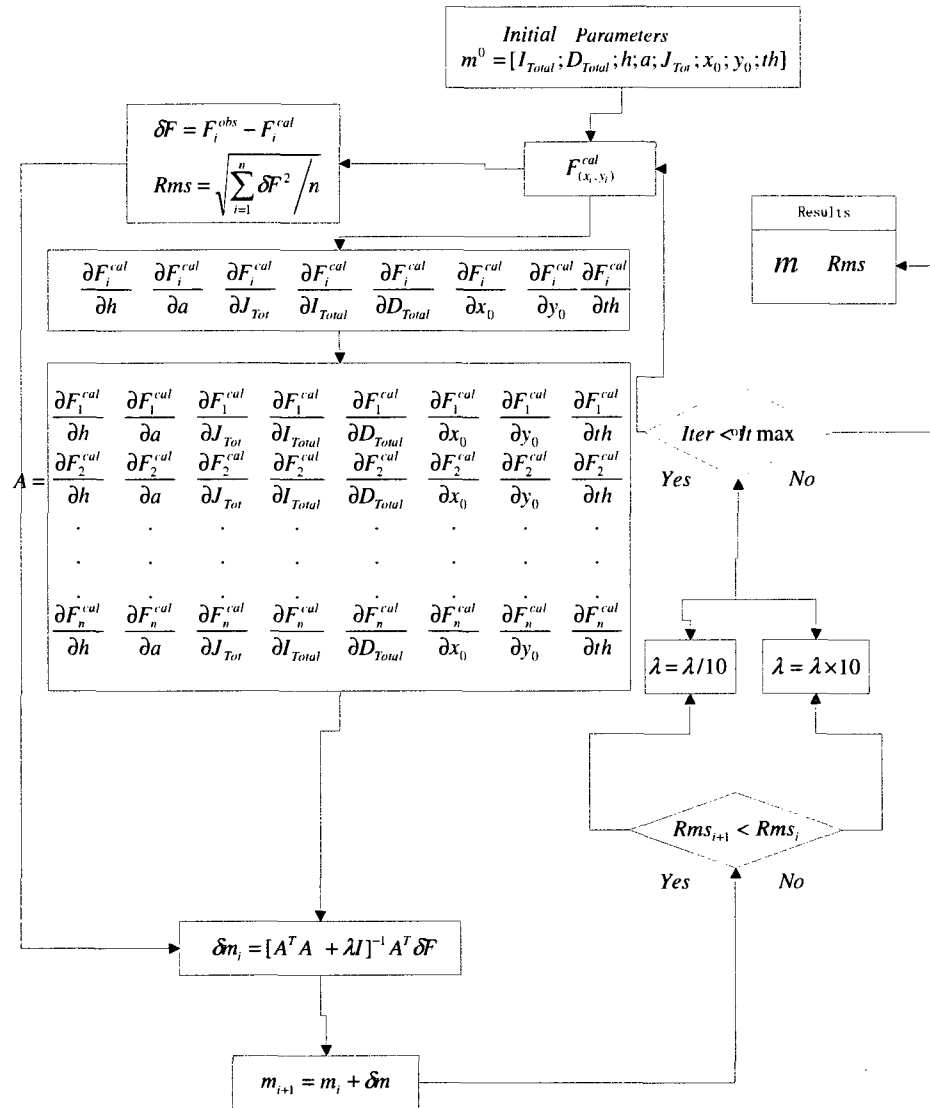 Initial Parameters
m^0 = [I_Total; D_Total; h; a; J_Tot; x_0; y_0; th]
δF = F_i^obs − F_i^cal
Rms = √(∑_{i=1}^{n} δF^2 / n)
F^cal_(x_i, y_i)
Results
m Rms
∂F_i^cal/∂h ∂F_i^cal/∂a ∂F_i^cal/∂J_Tot ∂F_i^cal/∂I_Total ∂F_i^cal/∂D_Total ∂F_i^cal/∂x_0 ∂F_i^cal/∂y_0 ∂F_i^cal/∂th
A =
∂F_1^cal/∂h ∂F_1^cal/∂a ∂F_1^cal/∂J_Tot ∂F_1^cal/∂I_Total ∂F_1^cal/∂D_Total ∂F_1^cal/∂x_0 ∂F_1^cal/∂y_0 ∂F_1^cal/∂th
∂F_2^cal/∂h ∂F_2^cal/∂a ∂F_2^cal/∂J_Tot ∂F_2^cal/∂I_Total ∂F_2^cal/∂D_Total ∂F_2^cal/∂x_0 ∂F_2^cal/∂y_0 ∂F_2^cal/∂th
. . . . . . . .
. . . . . . . .
. . . . . . . .
∂F_n^cal/∂h ∂F_n^cal/∂a ∂F_n^cal/∂J_Tot ∂F_n^cal/∂I_Total ∂F_n^cal/∂D_Total ∂F_n^cal/∂x_0 ∂F_n^cal/∂y_0 ∂F_n^cal/∂th
Iter < It max
Yes No
λ = λ/10
λ = λ×10
Rms_{i+1} < Rms_i
Yes No
δm_i = [A^T A + λI]^{-1} A^T δF
m_{i+1} = m_i + δm